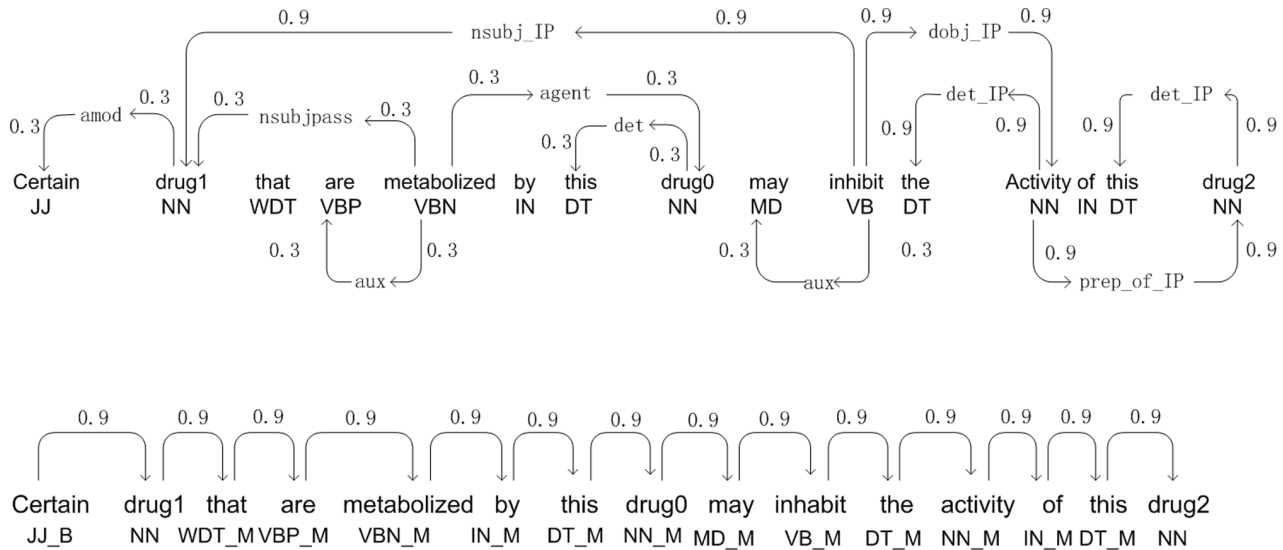 0.9 0.9 0.9 0.9
nsubj_IP dobj_IP
0.3 0.3 0.3 0.3
amod nsubjpass agent det_IP det_IP
0.3 0.3 det 0.9 0.9 0.9 0.9
0.3 0.3
Certain drug1 that are metabolized by this drug0 may inhibit the Activity of this drug2
JJ NN WDT VBP VBN IN DT NN MD VB DT NN IN DT NN
0.3 0.3 0.3 0.3 0.9 0.9
aux aux prep_of_IP
0.9 0.9 0.9 0.9 0.9 0.9 0.9 0.9 0.9 0.9 0.9 0.9 0.9 0.9
Certain drug1 that are metabolized by this drug0 may inhabit the activity of this drug2
JJ_B NN WDT_M VBP_M VBN_M IN_M DT_M NN_M MD_M VB_M DT_M NN_M IN_M DT_M NN